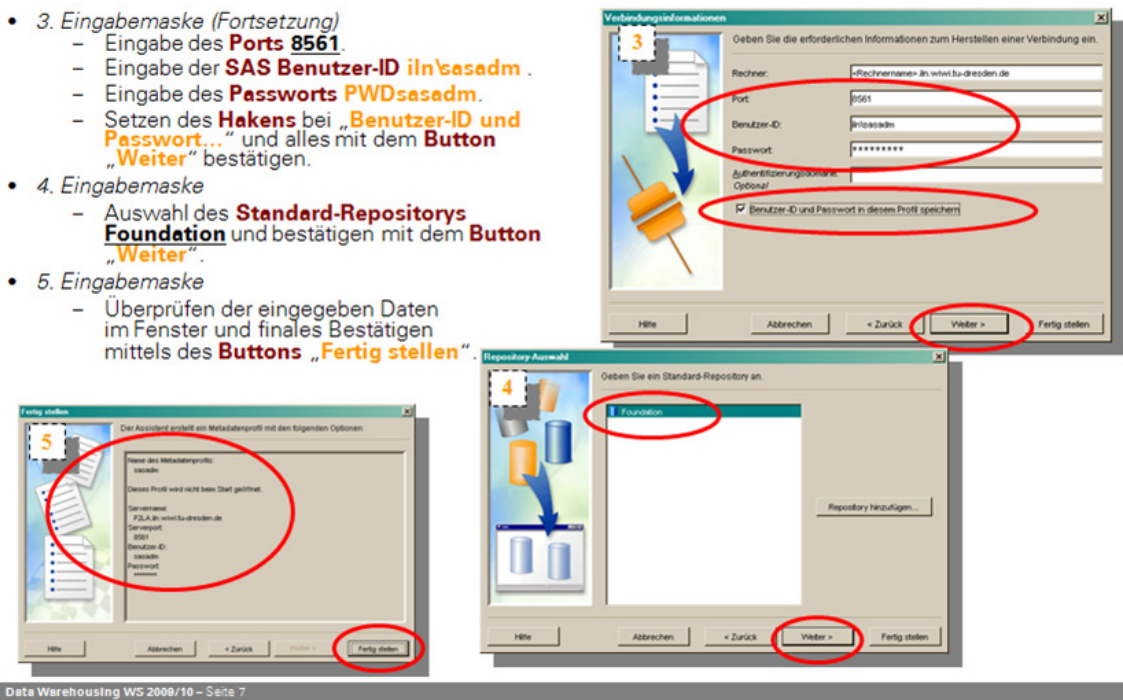 • 3. Eingabemaske (Fortsetzung)
– Eingabe des Ports 8561.
– Eingabe der SAS Benutzer-ID iln\sasadm .
– Eingabe des Passworts PWDsasadm.
– Setzen des Hakens bei „Benutzer-ID und
Passwort...“ und alles mit dem Button
„Weiter“ bestätigen.
• 4. Eingabemaske
– Auswahl des Standard-Repositorys
Foundation und bestätigen mit dem Button
„Weiter“.
• 5. Eingabemaske
– Überprüfen der eingegeben Daten
im Fenster und finales Bestätigen
mittels des Buttons „Fertig stellen“.
Verbindungsinformationen
3
Geben Sie die erforderlichen Informationen zum Herstellen einer Verbindung ein.
Rechner: <Rechnername>.iln.wiwi.tu-dresden.de
Port: 8561
Benutzer-ID: iln\sasadm
Passwort: *********
Authentifizierungsdomäne:
Optional
Benutzer-ID und Passwort in diesem Profil speichern
Hilfe Abbrechen < Zurück Weiter > Fertig stellen
Repository-Auswahl
4
Geben Sie ein Standard-Repository an.
Foundation
Repository hinzufügen...
Hilfe Abbrechen < Zurück Weiter > Fertig stellen
Fertig stellen
5
Der Assistent erstellt ein Metadatenprofil mit den folgenden Optionen:
Name des Metadatenprofils:
sasadm
Dieses Profil wird nicht beim Start geöffnet.
Servername:
P2LA.iln.wiwi.tu-dresden.de
Serverport:
8561
Benutzer-ID:
sasadm
Passwort:
********
Hilfe Abbrechen < Zurück Weiter > Fertig stellen
Data Warehousing WS 2009/10 – Seite 7